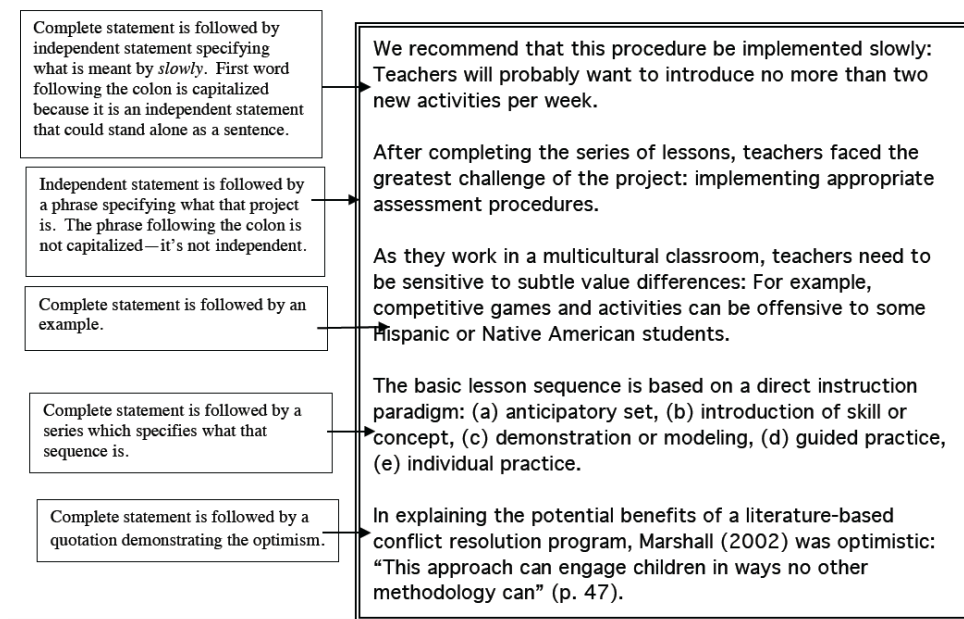 Complete statement is followed by
independent statement specifying
what is meant by slowly. First word
following the colon is capitalized
because it is an independent statement
that could stand alone as a sentence.
We recommend that this procedure be implemented slowly:
Teachers will probably want to introduce no more than two
new activities per week.
Independent statement is followed by
a phrase specifying what that project
is. The phrase following the colon is
not capitalized—it's not independent.
After completing the series of lessons, teachers faced the
greatest challenge of the project: implementing appropriate
assessment procedures.
Complete statement is followed by an
example.
As they work in a multicultural classroom, teachers need to
be sensitive to subtle value differences: For example,
competitive games and activities can be offensive to some
Hispanic or Native American students.
Complete statement is followed by a
series which specifies what that
sequence is.
The basic lesson sequence is based on a direct instruction
paradigm: (a) anticipatory set, (b) introduction of skill or
concept, (c) demonstration or modeling, (d) guided practice,
(e) individual practice.
Complete statement is followed by a
quotation demonstrating the optimism.
In explaining the potential benefits of a literature-based
conflict resolution program, Marshall (2002) was optimistic:
“This approach can engage children in ways no other
methodology can” (p. 47).